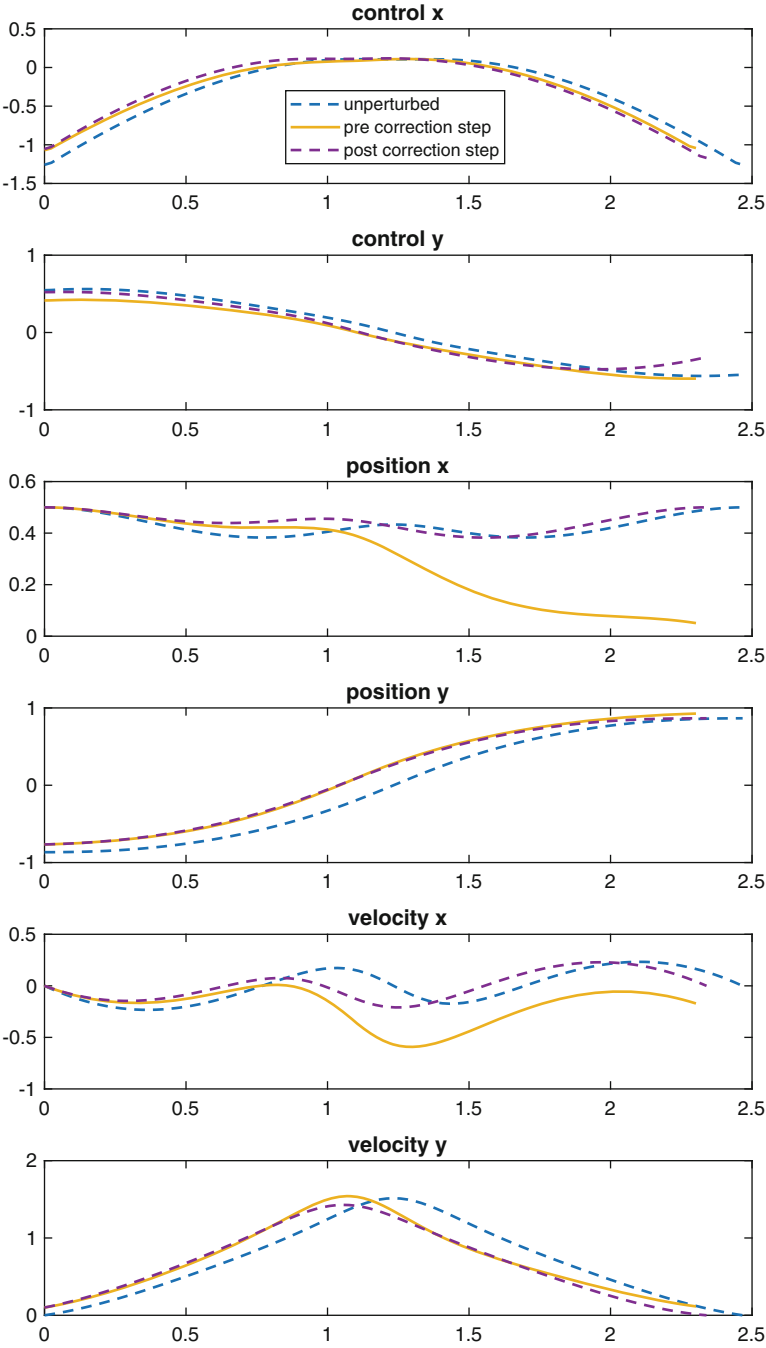 control x
0.5
0
-0.5
-1
-1.5
unperturbed
pre correction step
post correction step
0 0.5 1 1.5 2 2.5
control y
1
0
-1
0 0.5 1 1.5 2 2.5
position x
0.6
0.4
0.2
0
0 0.5 1 1.5 2 2.5
position y
1
0
-1
0 0.5 1 1.5 2 2.5
velocity x
0.5
0
-0.5
-1
0 0.5 1 1.5 2 2.5
velocity y
2
1
0
0 0.5 1 1.5 2 2.5